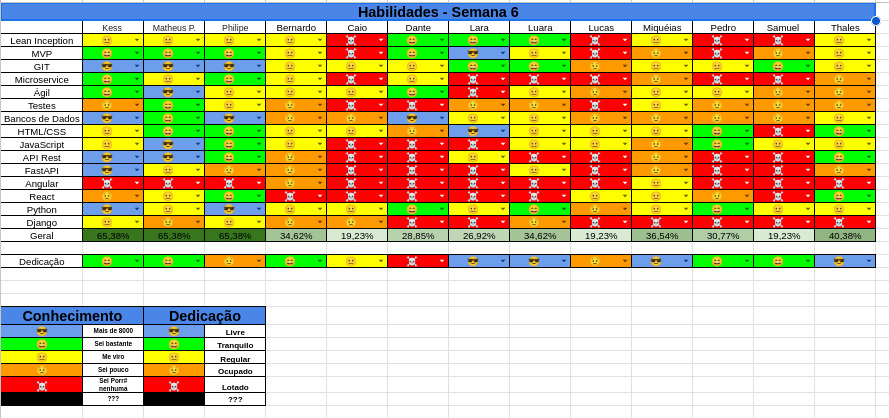 Habilidades - Semana 6
Kess Matheus P. Philipe Bernardo Caio Dante Lara Luara Lucas Miquéias Pedro Samuel Thales
Lean Inception
MVP
GIT
Microservice
Ágil
Testes
Bancos de Dados
HTML/CSS
JavaScript
API Rest
FastAPI
Angular
React
Python
Django
Geral 65,38% 65,38% 65,38% 34,62% 19,23% 28,85% 26,92% 34,62% 19,23% 36,54% 30,77% 19,23% 40,38%
Dedicação
Conhecimento Dedicação
Mais de 8000 Livre
Sei bastante Tranquilo
Me viro Regular
Sei pouco Ocupado
Sei Porr# nenhuma Lotado
??? ???